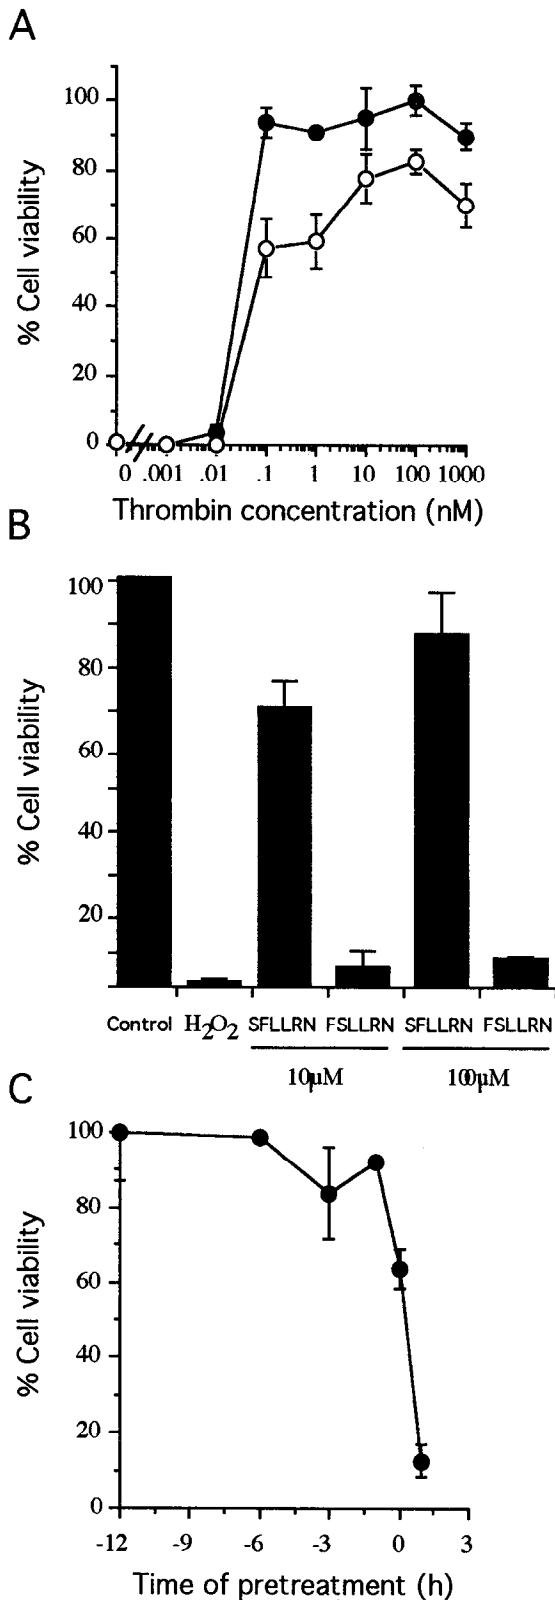 A
100
80
60
40
20
0
% Cell viability
0 .001 .01 .1 1 10 100 1000
Thrombin concentration (nM)
B
100
80
60
40
20
% Cell viability
Control H2O2 SFLLRN FSLLRN SFLLRN FSLLRN
10µM 100µM
C
100
80
60
40
20
0
% Cell viability
-12 -9 -6 -3 0 3
Time of pretreatment (h)